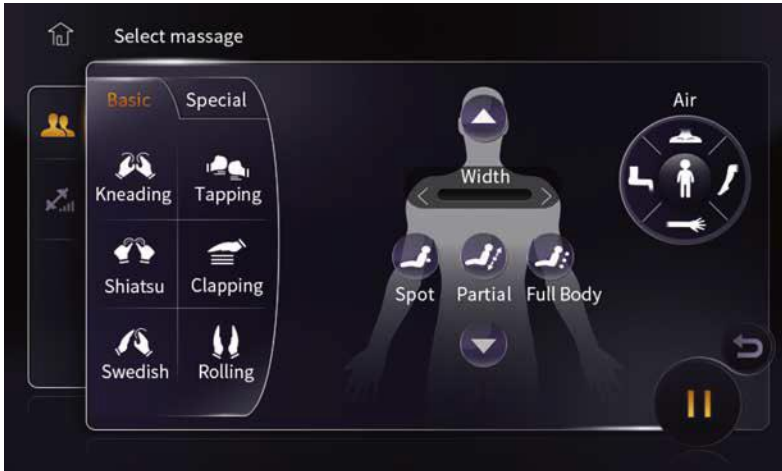 Select massage
Basic Special
Air
Kneading Tapping
Width
Shiatsu Clapping
Spot Partial Full Body
Swedish Rolling